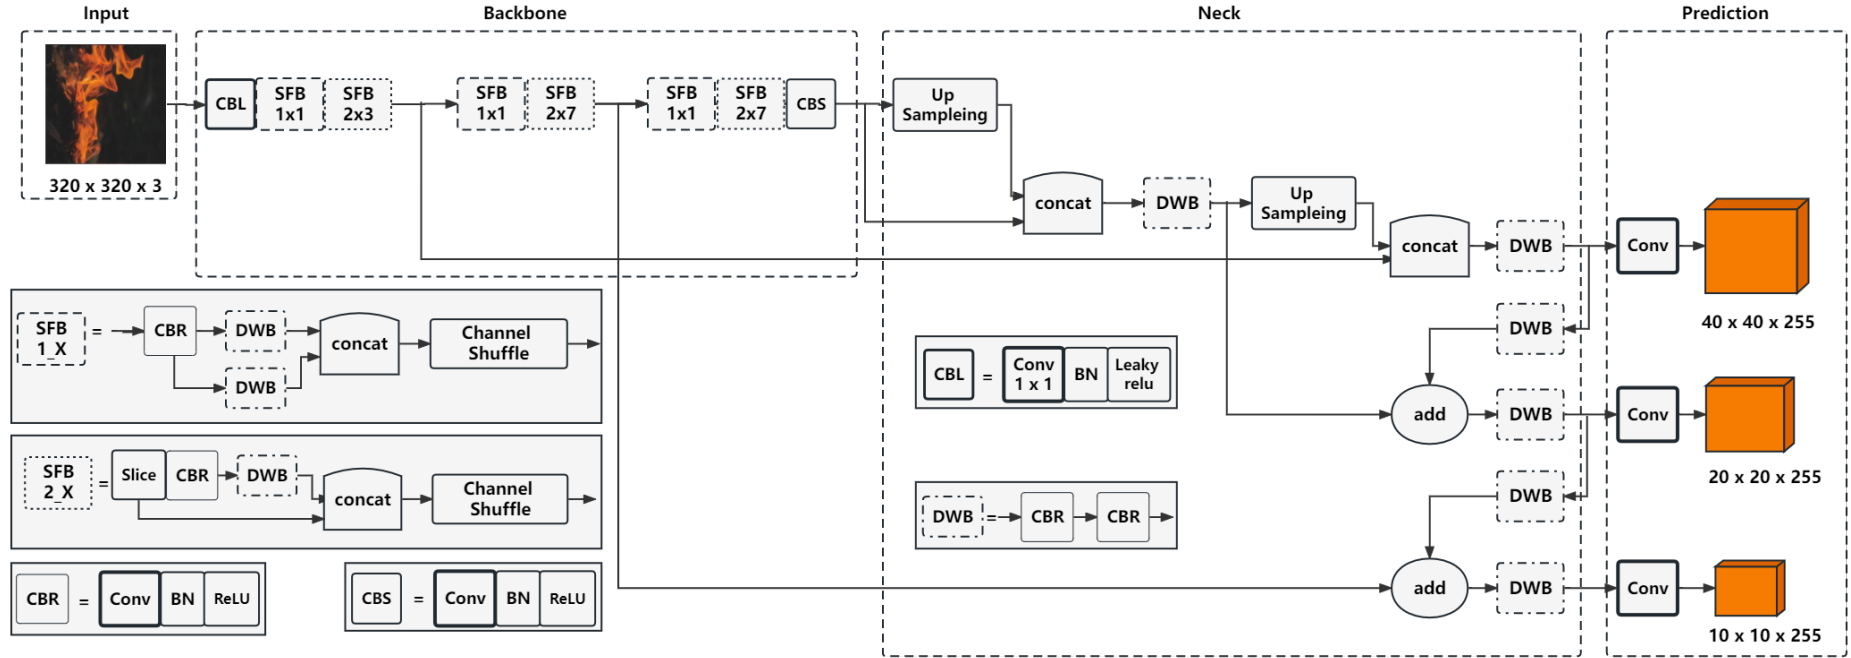 Input
Backbone
Neck
Prediction
320 x 320 x 3
CBL
SFB
1x1
SFB
2x3
SFB
1x1
SFB
2x7
SFB
1x1
SFB
2x7
CBS
Up
Sampleing
concat
DWB
Up
Sampleing
concat
DWB
Conv
40 x 40 x 255
DWB
add
DWB
Conv
20 x 20 x 255
DWB
add
DWB
Conv
10 x 10 x 255
SFB
1_X
=
CBR
DWB
DWB
concat
Channel
Shuffle
SFB
2_X
=
Slice
CBR
DWB
concat
Channel
Shuffle
CBR = Conv BN ReLU
CBS = Conv BN ReLU
CBL
=
Conv
1 x 1
BN
Leaky
relu
DWB = CBR CBR